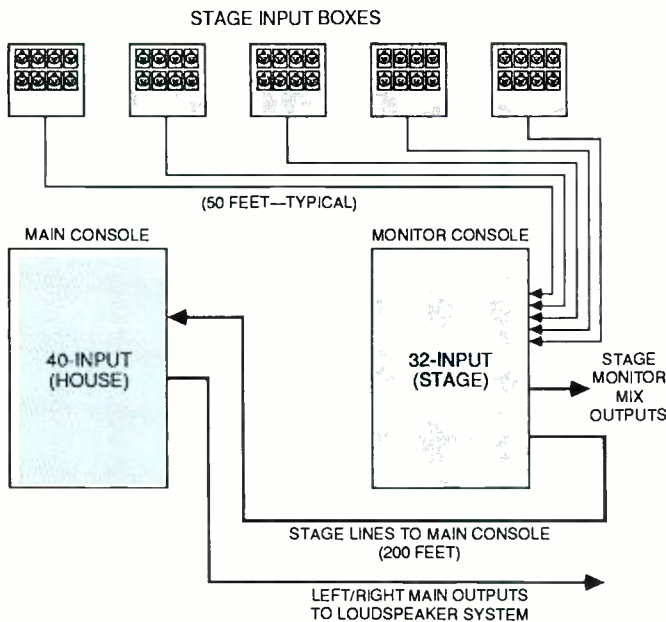 STAGE INPUT BOXES
(50 FEET—TYPICAL)
MAIN CONSOLE
MONITOR CONSOLE
40-INPUT
(HOUSE)
32-INPUT
(STAGE)
STAGE
MONITOR
MIX
OUTPUTS
STAGE LINES TO MAIN CONSOLE
(200 FEET)
LEFT/RIGHT MAIN OUTPUTS
TO LOUDSPEAKER SYSTEM